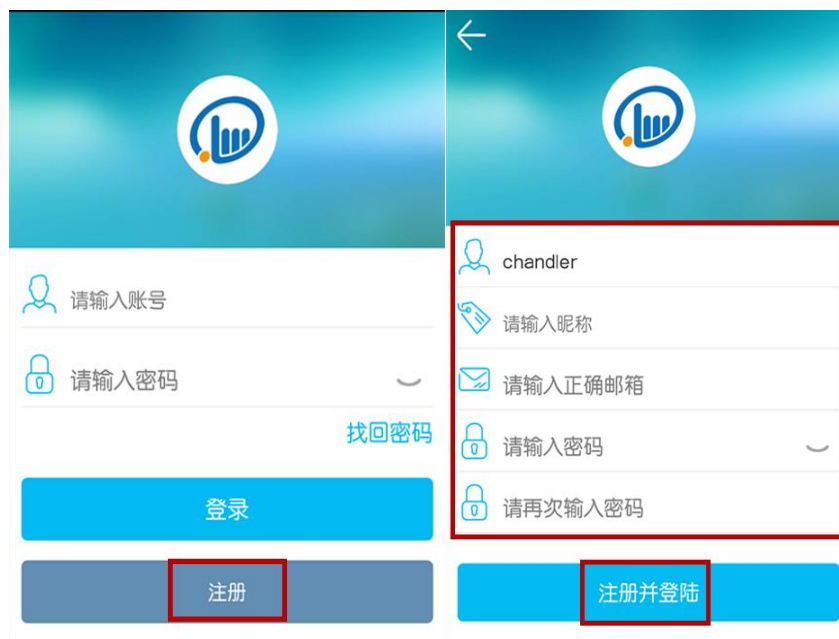 请输入账号
请输入密码
找回密码
登录
注册
chandler
请输入昵称
请输入正确邮箱
请输入密码
请再次输入密码
注册并登陆